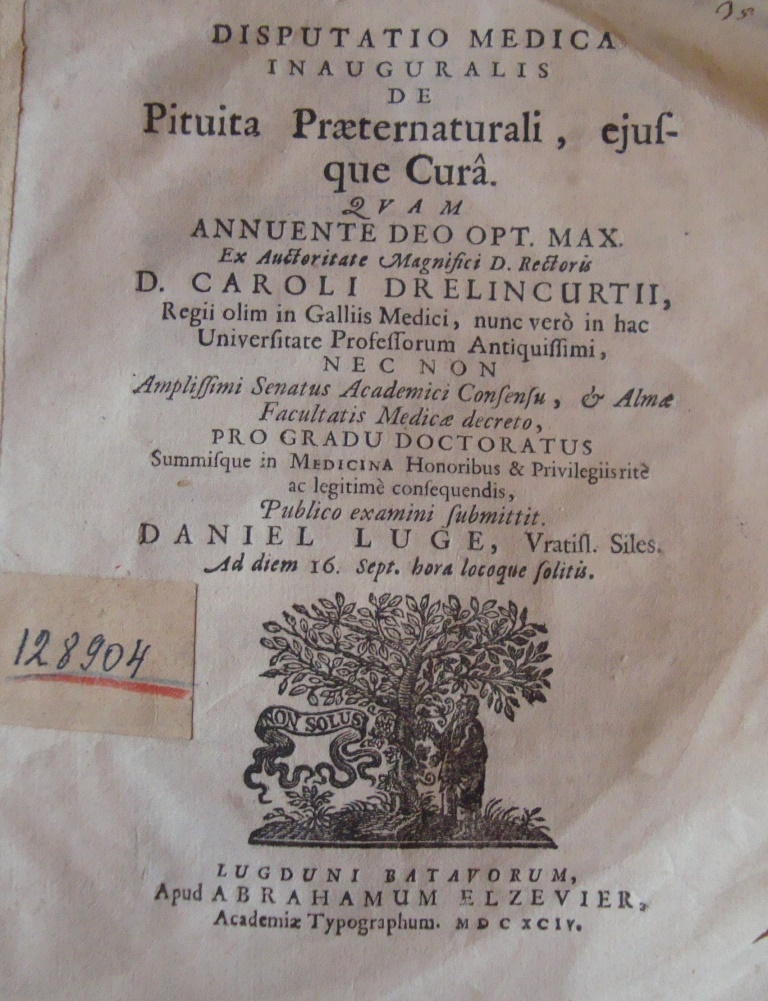 DISPUTATIO MEDICA
INAUGURALIS
DE
Pituita Præternaturali, ejuſ-
que Curâ.
QVAM
ANNUENTE DEO OPT. MAX.
Ex Auctoritate Magnifici D. Rectoris
D. CAROLI DRELINCURTII,
Regii olim in Galliis Medici, nunc verò in hac
Univerſitate Profeſſorum Antiquiſſimi,
NEC NON
Ampliſſimi Senatus Academici Conſenſu, & Almæ
Facultatis Medicæ decreto,
PRO GRADU DOCTORATUS
Summiſque in MEDICINA Honoribus & Privilegiis ritè
ac legitimè conſequendis,
Publico examini ſubmittit.
DANIEL LUGE, Vratiſl. Sileſ.
Ad diem 16. Sept. hora locoque ſolitis.
128904
NON SOLUS
LUGDUNI BATAVORUM,
Apud ABRAHAMUM ELZEVIER,
Academiæ Typographum. MDCXCIV.